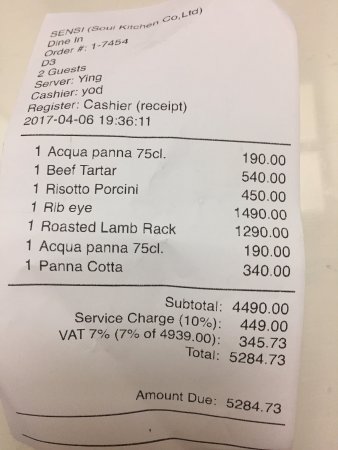 SENSI (Soul Kitchen Co,Ltd)
Dine In
Order #: 1-7454
D3
2 Guests
Server: Ying
Cashier: yod
Register: Cashier (receipt)
2017-04-06 19:36:11
1 Acqua panna 75cl. 190.00
1 Beef Tartar 540.00
1 Risotto Porcini 450.00
1 Rib eye 1490.00
1 Roasted Lamb Rack 1290.00
1 Acqua panna 75cl. 190.00
1 Panna Cotta 340.00
Subtotal: 4490.00
Service Charge (10%): 449.00
VAT 7% (7% of 4939.00): 345.73
Total: 5284.73
Amount Due: 5284.73